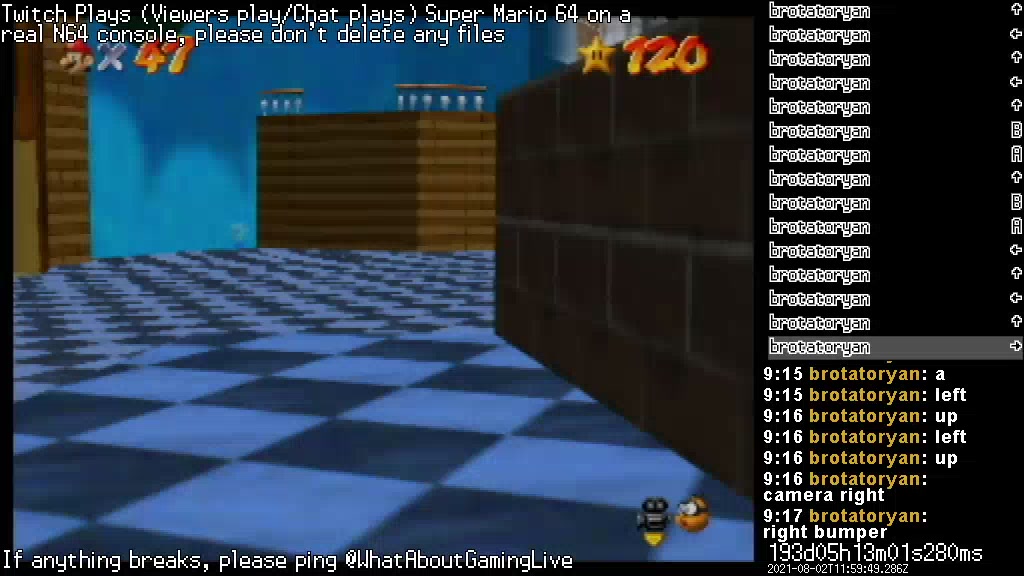 Twitch Plays (Viewers play/Chat plays) Super Mario 64 on a
real N64 console, please don't delete any files
× 47
120
brotatoryan ↑
brotatoryan ←
brotatoryan ↑
brotatoryan ←
brotatoryan ↑
brotatoryan B
brotatoryan A
brotatoryan ↑
brotatoryan B
brotatoryan A
brotatoryan ←
brotatoryan ↑
brotatoryan ←
brotatoryan ↑
brotatoryan →
9:15 brotatoryan: a
9:15 brotatoryan: left
9:16 brotatoryan: up
9:16 brotatoryan: left
9:16 brotatoryan: up
9:16 brotatoryan:
camera right
9:17 brotatoryan:
right bumper
193d05h13m01s280ms
2021-08-02T11:59:49.286Z
If anything breaks, please ping @WhatAboutGamingLive